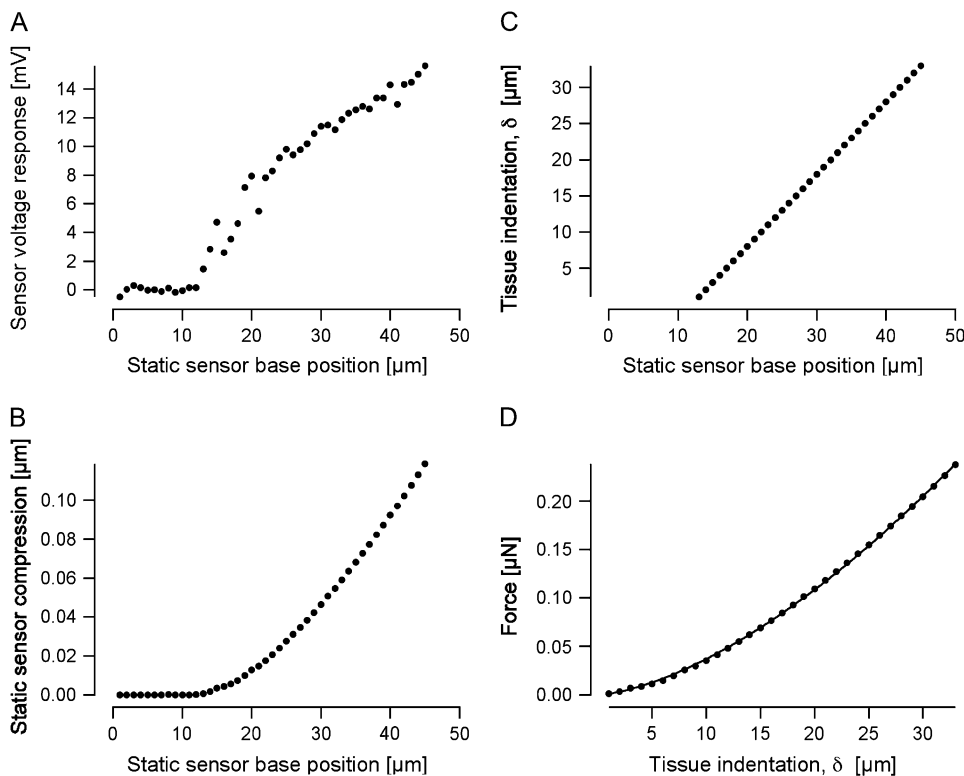 A
Sensor voltage response [mV]
14
12
10
8
6
4
2
0
0 10 20 30 40 50
Static sensor base position [µm]
C
Tissue indentation, δ [µm]
30
25
20
15
10
5
0 10 20 30 40 50
Static sensor base position [µm]
B
Static sensor compression [µm]
0.10
0.08
0.06
0.04
0.02
0.00
0 10 20 30 40 50
Static sensor base position [µm]
D
Force [µN]
0.20
0.15
0.10
0.05
0.00
5 10 15 20 25 30
Tissue indentation, δ [µm]